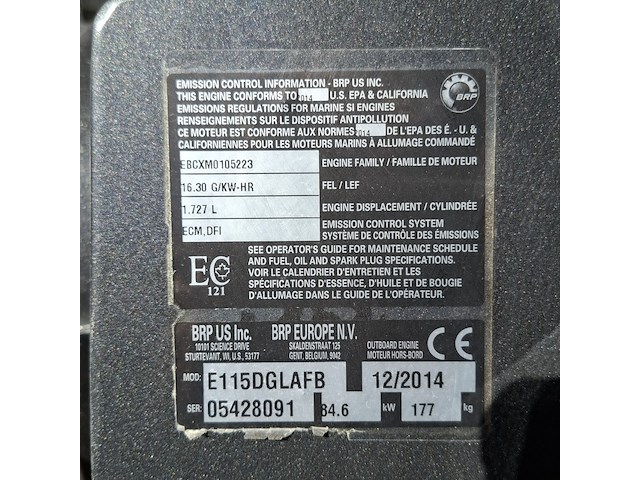 EMISSION CONTROL INFORMATION - BRP US INC.
THIS ENGINE CONFORMS TO 2014 U.S. EPA & CALIFORNIA
EMISSIONS REGULATIONS FOR MARINE SI ENGINES
RENSEIGNEMENTS SUR LE DISPOSITIF ANTIPOLLUTION
CE MOTEUR EST CONFORME AUX NORMES 2014 DE L'EPA DES É. - U. &
CALIFORNIENNES POUR LES MOTEURS MARINS À ALLUMAGE COMMANDÉ
BRP
EBCXM0105223 ENGINE FAMILY / FAMILLE DE MOTEUR
16.30 G/KW-HR FEL / LEF
1.727 L ENGINE DISPLACEMENT / CYLINDRÉE
ECM,DFI EMISSION CONTROL SYSTEM
SYSTÈME DE CONTRÔLE DES ÉMISSIONS
EC 121
SEE OPERATOR'S GUIDE FOR MAINTENANCE SCHEDULE
AND FUEL, OIL AND SPARK PLUG SPECIFICATIONS.
VOIR LE CALENDRIER D'ENTRETIEN ET LES
SPÉCIFICATIONS D'ESSENCE, D'HUILE ET DE BOUGIE
D'ALLUMAGE DANS LE GUIDE DE L'OPÉRATEUR.
BRP US Inc. BRP EUROPE N.V.
10101 SCIENCE DRIVE SKALDENSTRAAT 125 OUTBOARD ENGINE
STURTEVANT, WI, 53177 GENT, BELGIUM, 9042 MOTEUR HORS-BORD
CE
MOD: E115DGLAFB 12/2014
SER: 05428091 84.6 kW 177 kg